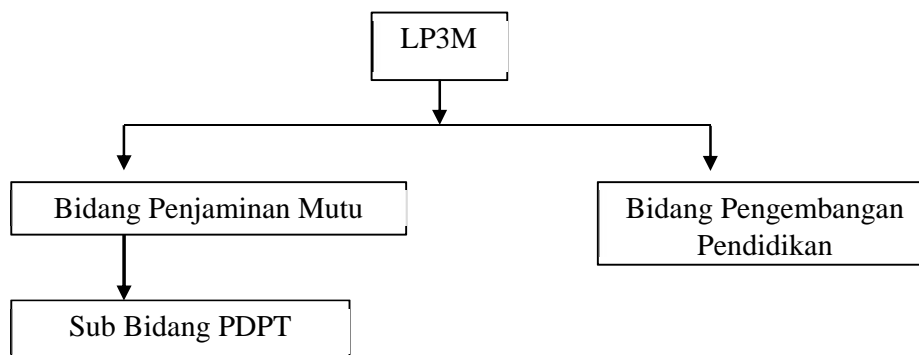 LP3M
Bidang Penjaminan Mutu
Bidang Pengembangan
Pendidikan
Sub Bidang PDPT